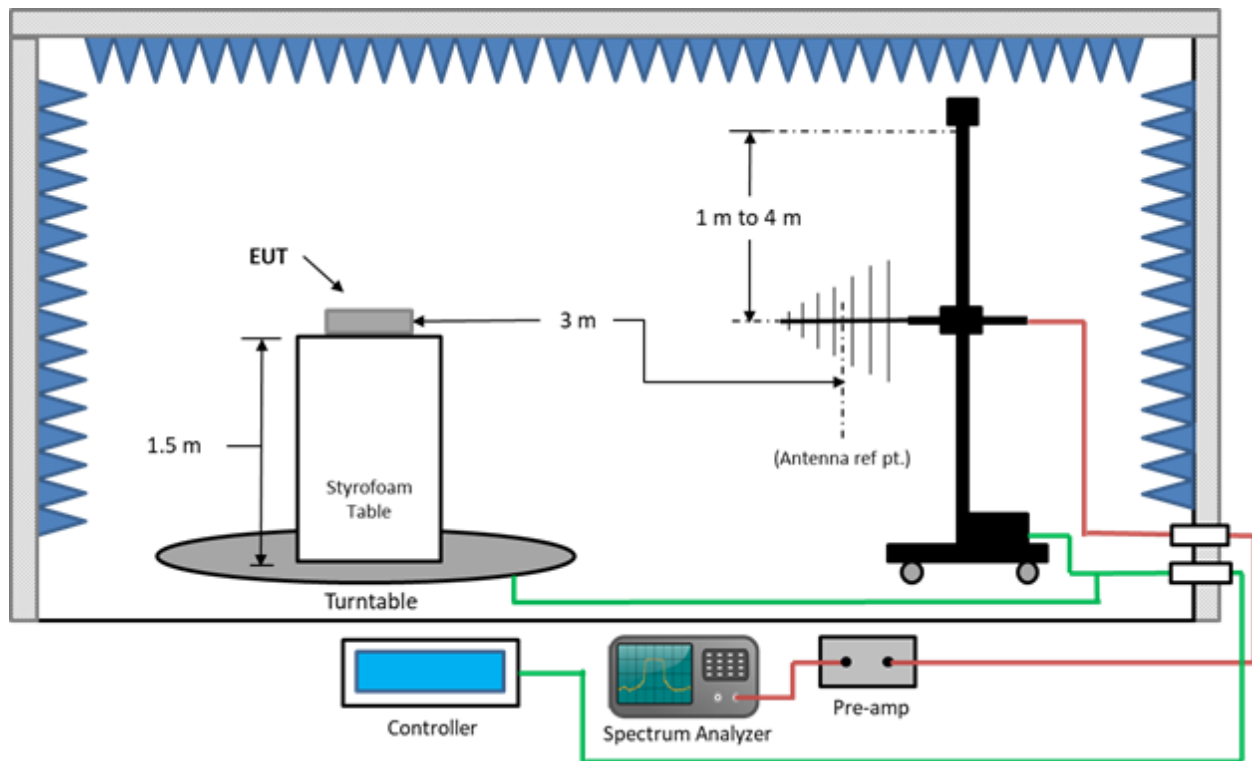 1 m to 4 m
EUT
3 m
1.5 m
(Antenna ref pt.)
Styrofoam
Table
Turntable
Controller
Spectrum Analyzer
Pre-amp